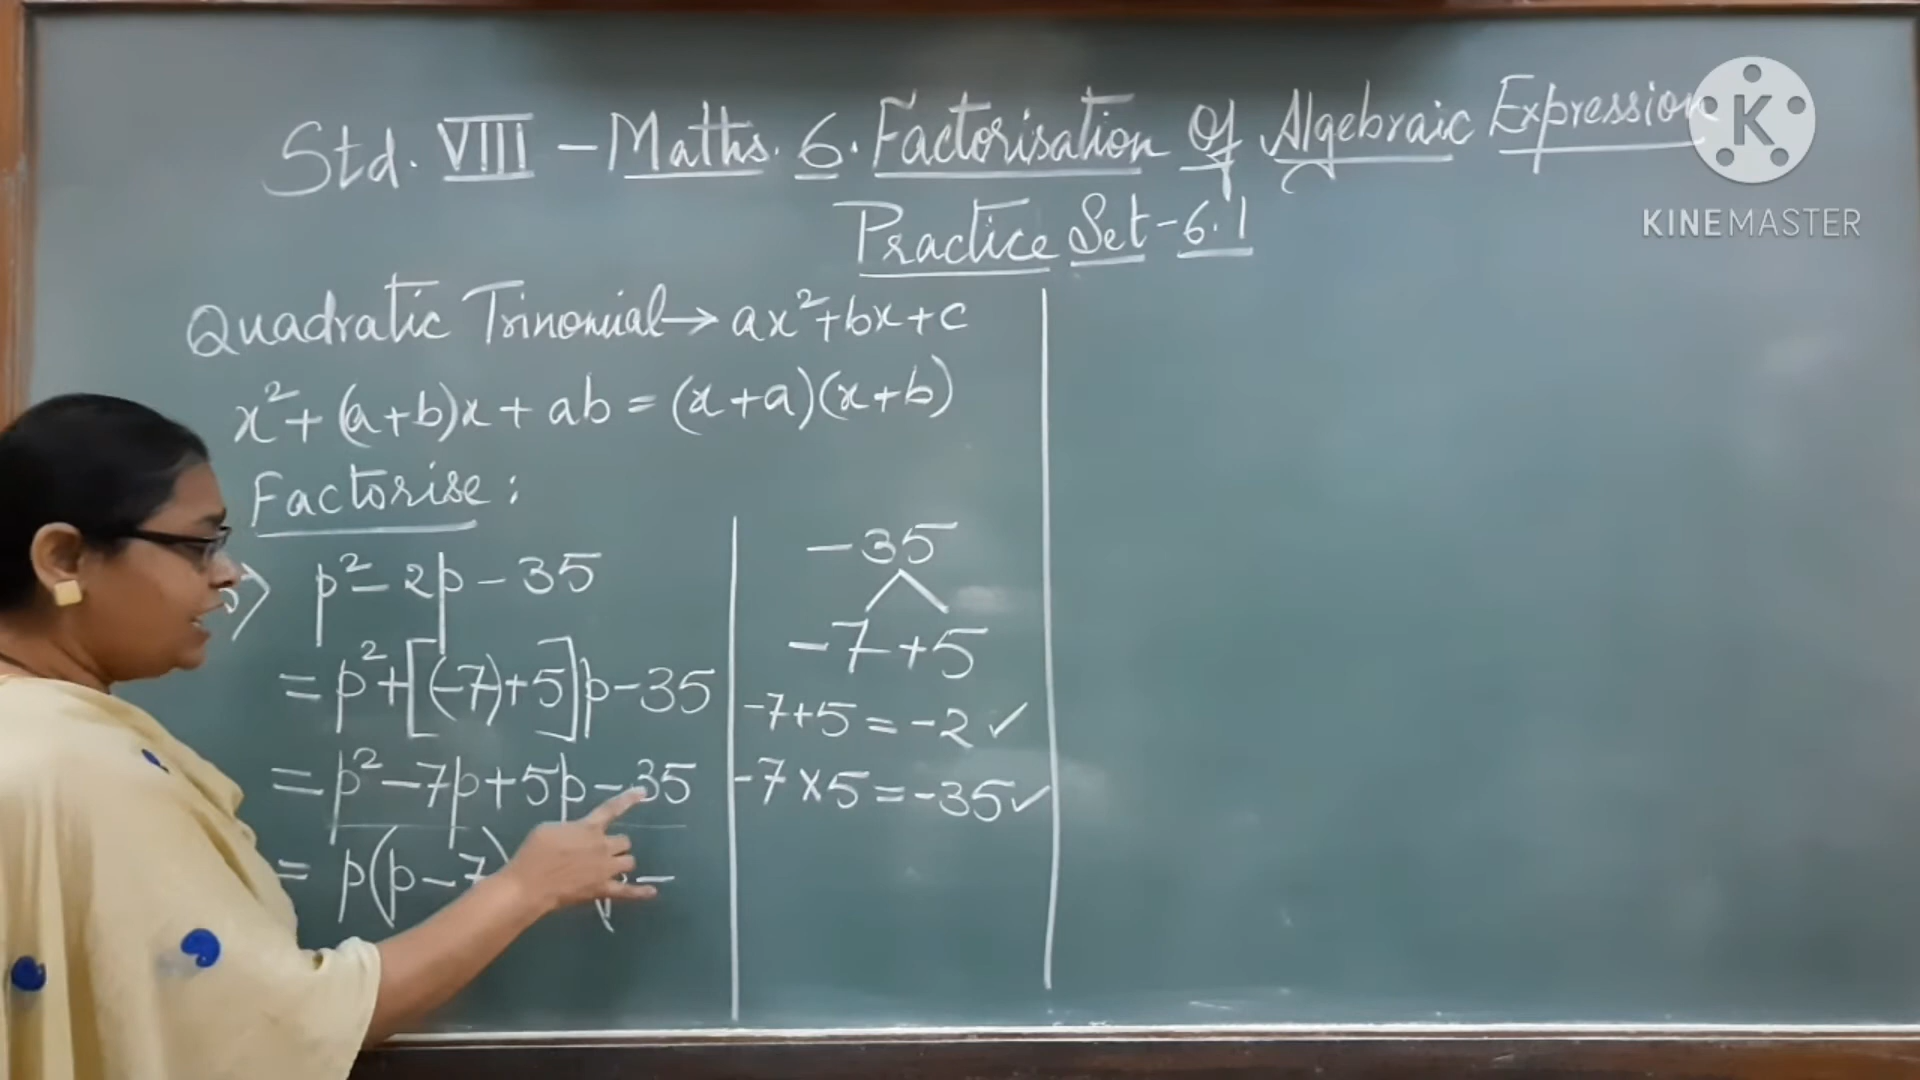 Std. VIII - Maths. 6. Factorisation Of Algebraic Expression
Practice Set - 6.1
K
KINEMASTER
Quadratic Trinomial → ax²+bx+c
x²+(a+b)x+ab=(x+a)(x+b)
Factorise:
p²-2p-35
=p²+[(-7)+5]p-35
=p²-7p+5p-35
=p(p-7)
-35
-7+5
-7+5=-2✓
-7×5=-35✓